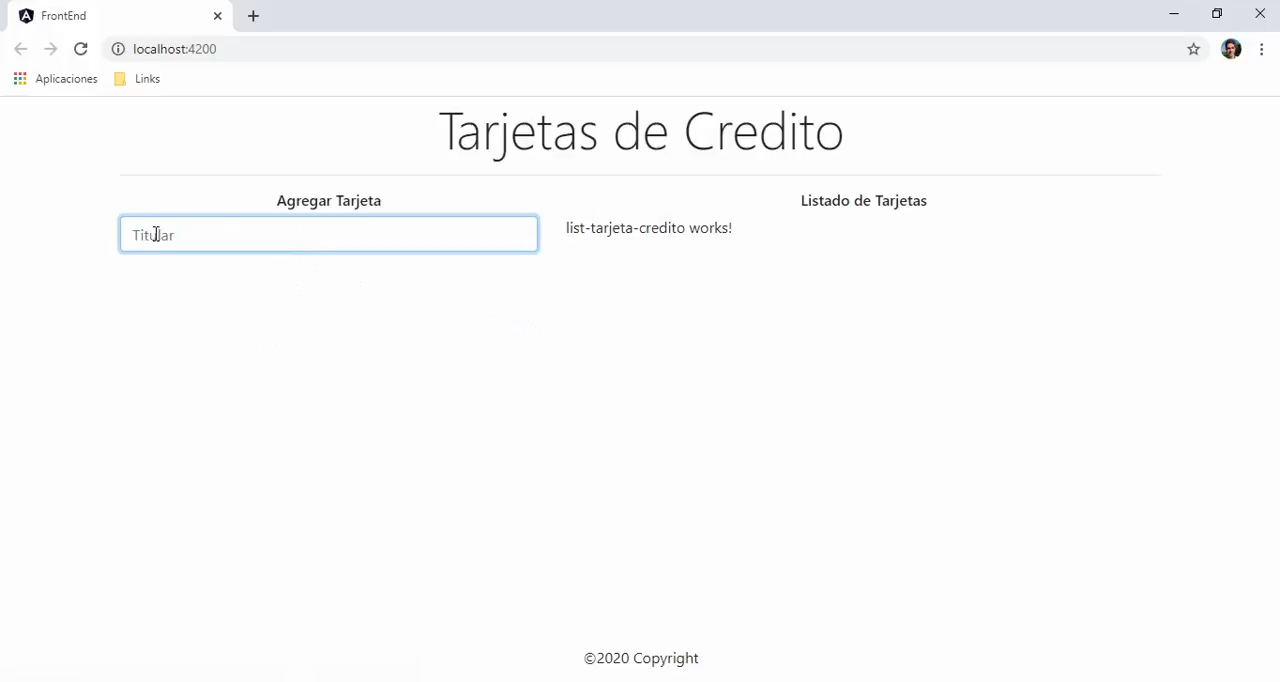 FrontEnd
localhost:4200
Aplicaciones
Links
Tarjetas de Credito
Agregar Tarjeta
Titular
Listado de Tarjetas
list-tarjeta-credito works!
©2020 Copyright